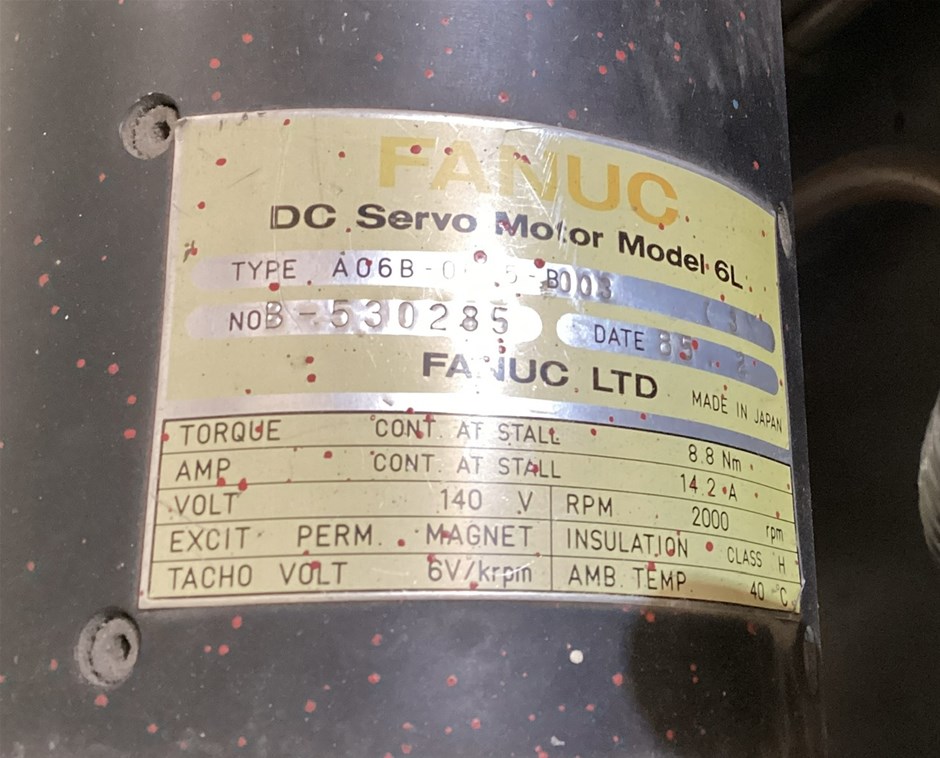 FANUC
DC Servo Motor Model 6L
TYPE
NO B-530285 DATE 85. 2
FANUC LTD
MADE IN JAPAN
TORQUE CONT. AT STALL 8.8 Nm
AMP. CONT. AT STALL 14.2 A
VOLT 140 V RPM 2000 rpm
EXCIT PERM. MAGNET INSULATION CLASS H
TACHO VOLT 6V/krpm AMB. TEMP. 40 °C